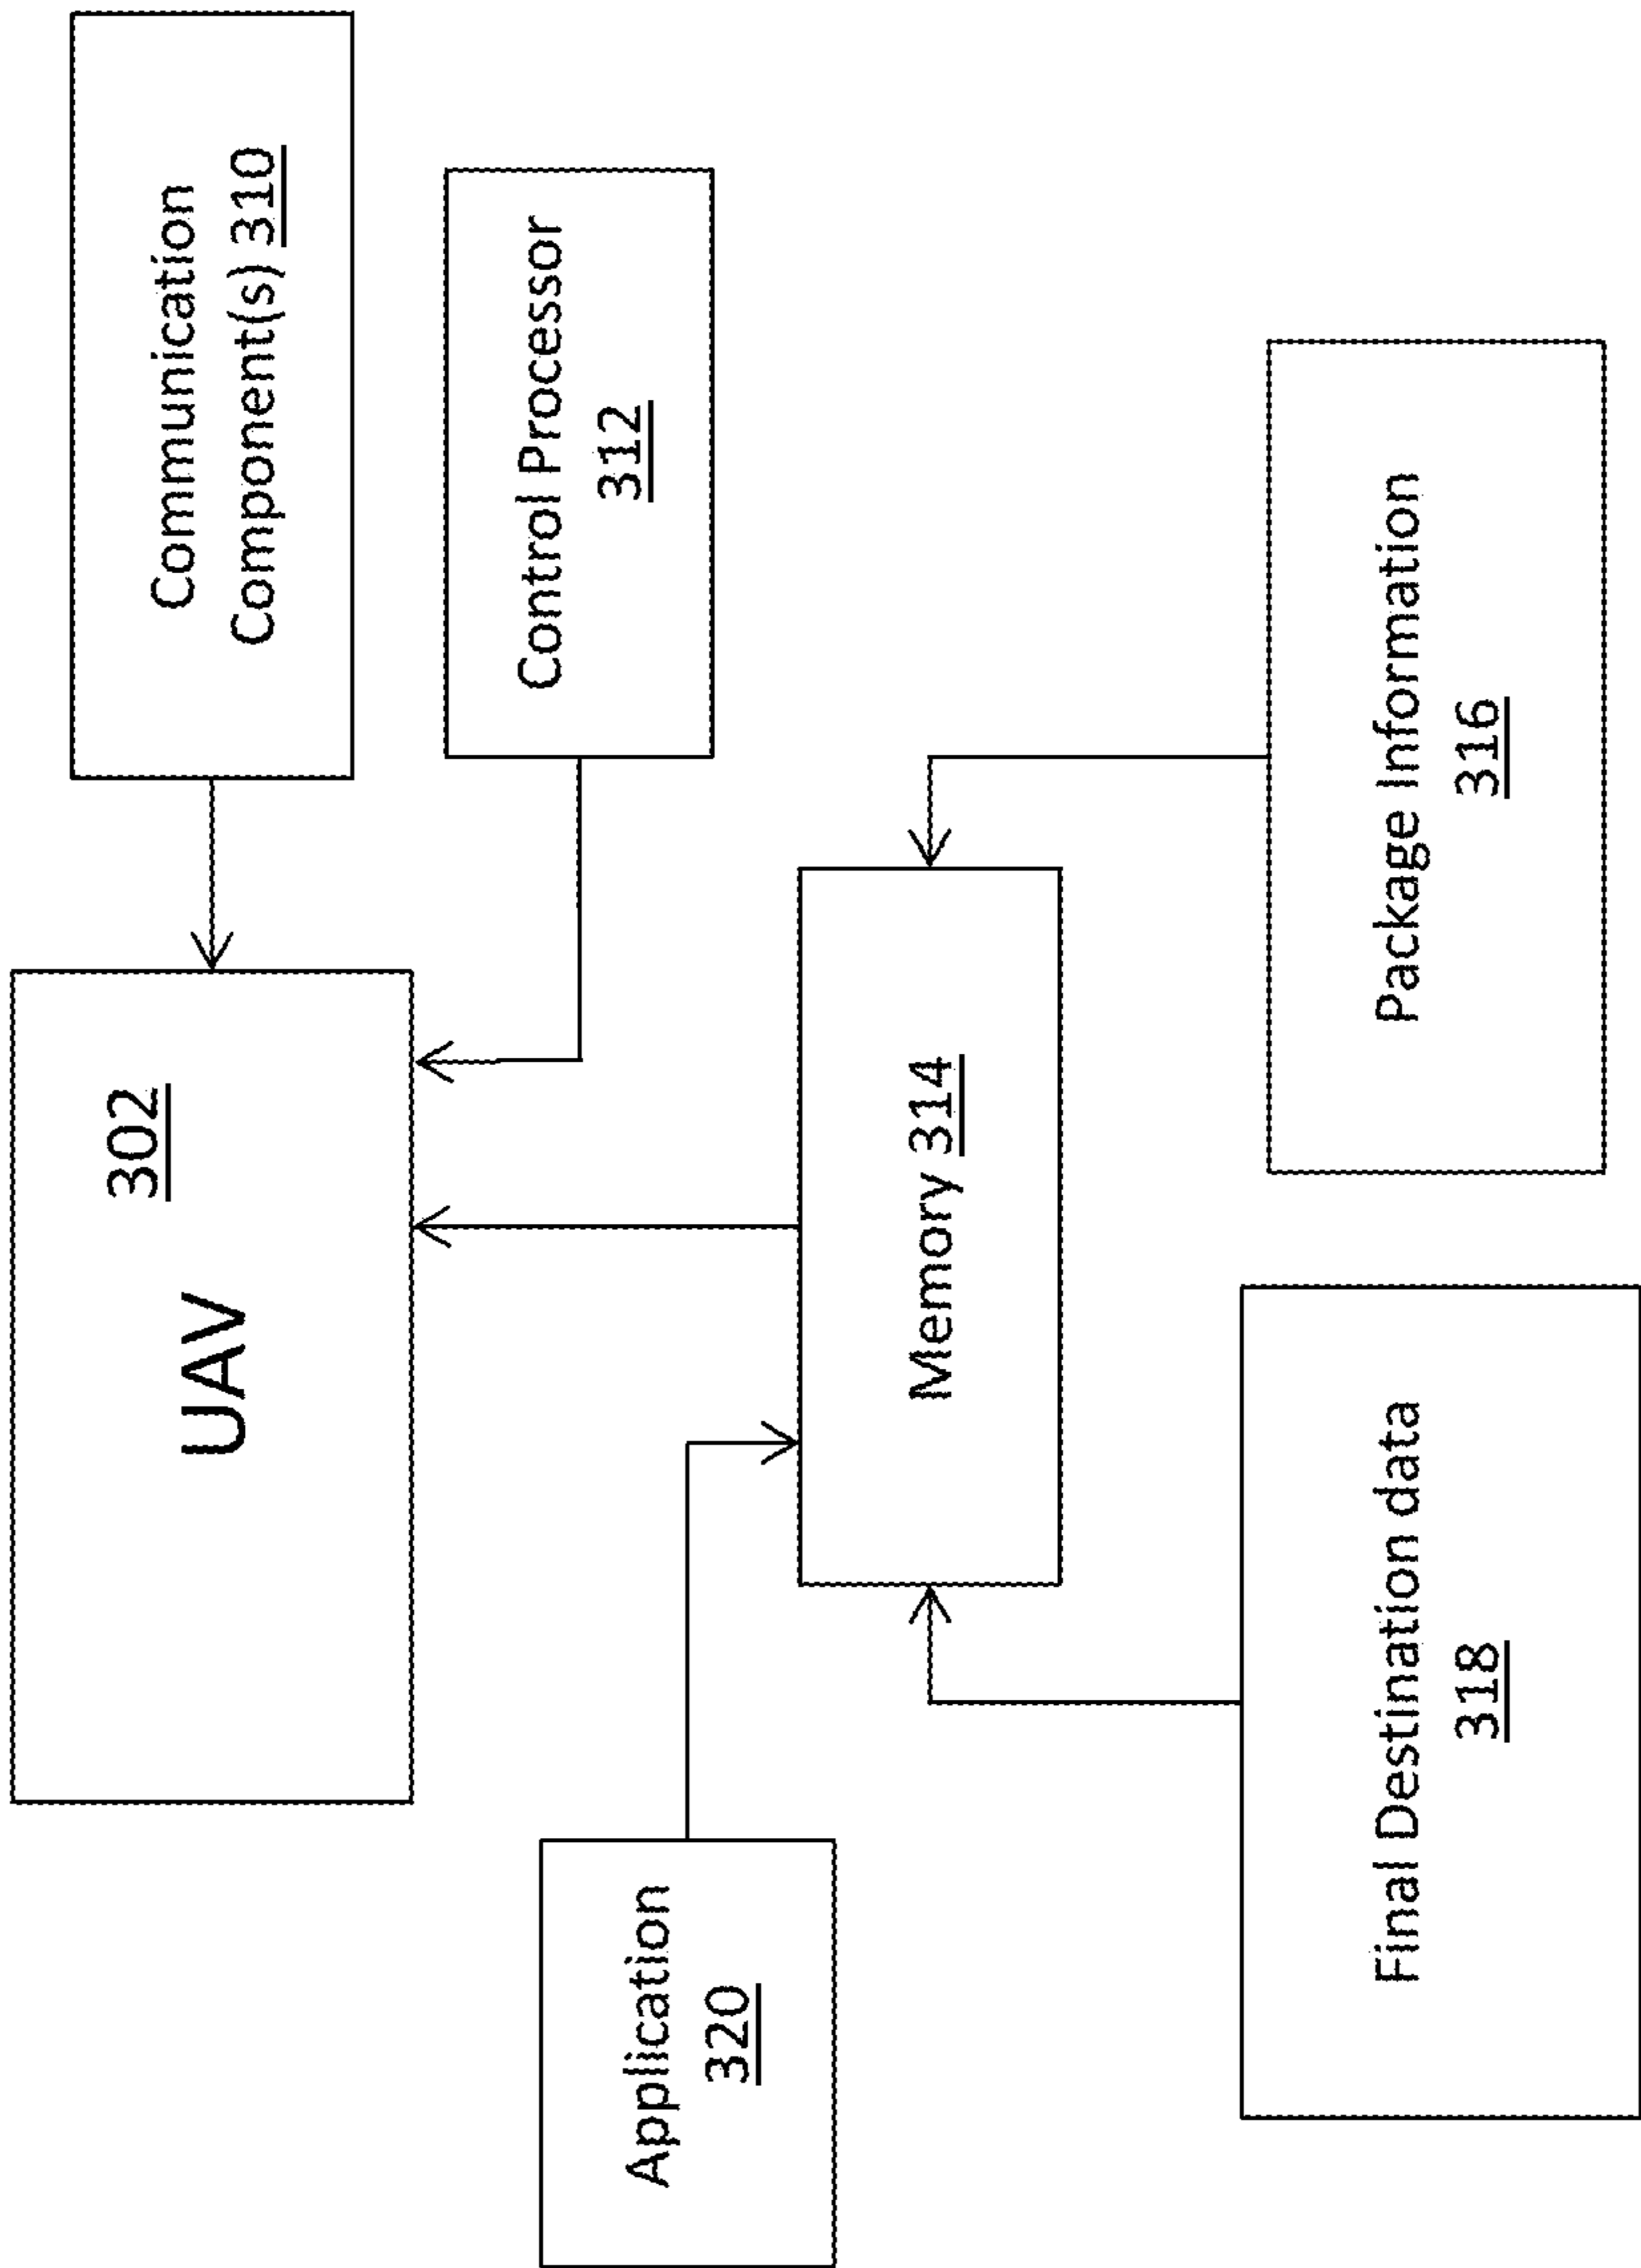 302
UAV
Communication
Component(s) 310
Control Processor
312
Application
320
Memory 314
Final Destination data
318
Package Information
316